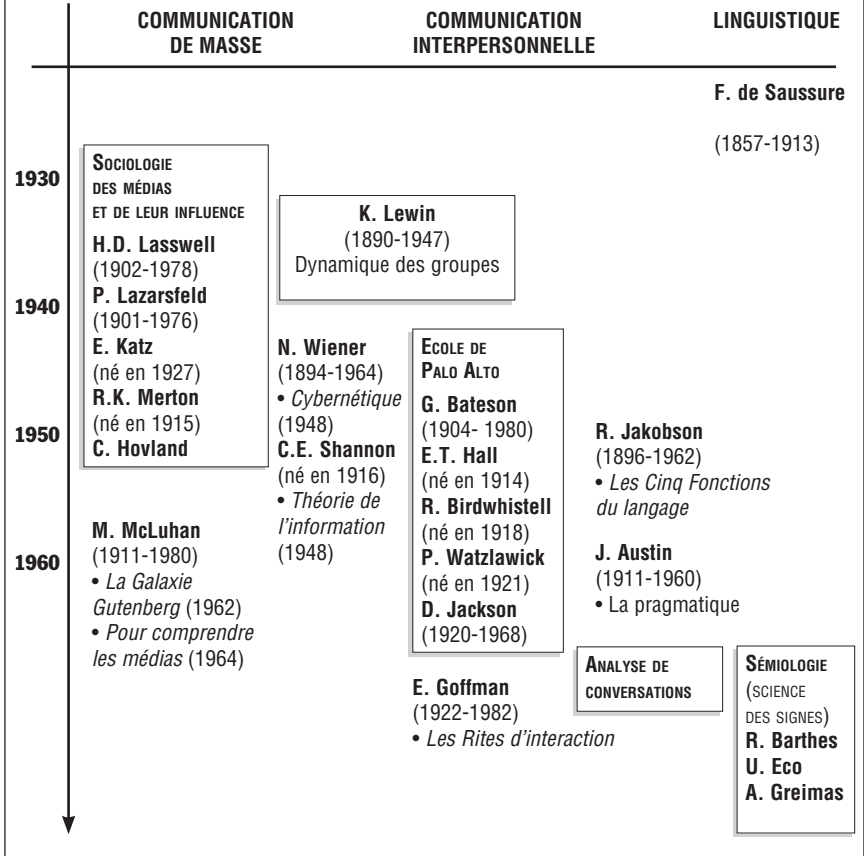 COMMUNICATION
DE MASSE
COMMUNICATION
INTERPERSONNELLE
LINGUISTIQUE
F. de Saussure
(1857-1913)
1930
1940
1950
1960
SOCIOLOGIE
DES MÉDIAS
ET DE LEUR INFLUENCE
H.D. Lasswell
(1902-1978)
P. Lazarsfeld
(1901-1976)
E. Katz
(né en 1927)
R.K. Merton
(né en 1915)
C. Hovland
M. McLuhan
(1911-1980)
• La Galaxie
Gutenberg (1962)
• Pour comprendre
les médias (1964)
K. Lewin
(1890-1947)
Dynamique des groupes
N. Wiener
(1894-1964)
• Cybernétique
(1948)
C.E. Shannon
(né en 1916)
• Théorie de
l'information
(1948)
ECOLE DE
PALO ALTO
G. Bateson
(1904- 1980)
E.T. Hall
(né en 1914)
R. Birdwhistell
(né en 1918)
P. Watzlawick
(né en 1921)
D. Jackson
(1920-1968)
E. Goffman
(1922-1982)
• Les Rites d'interaction
R. Jakobson
(1896-1962)
• Les Cinq Fonctions
du langage
J. Austin
(1911-1960)
• La pragmatique
ANALYSE DE
CONVERSATIONS
SÉMIOLOGIE
(SCIENCE
DES SIGNES)
R. Barthes
U. Eco
A. Greimas